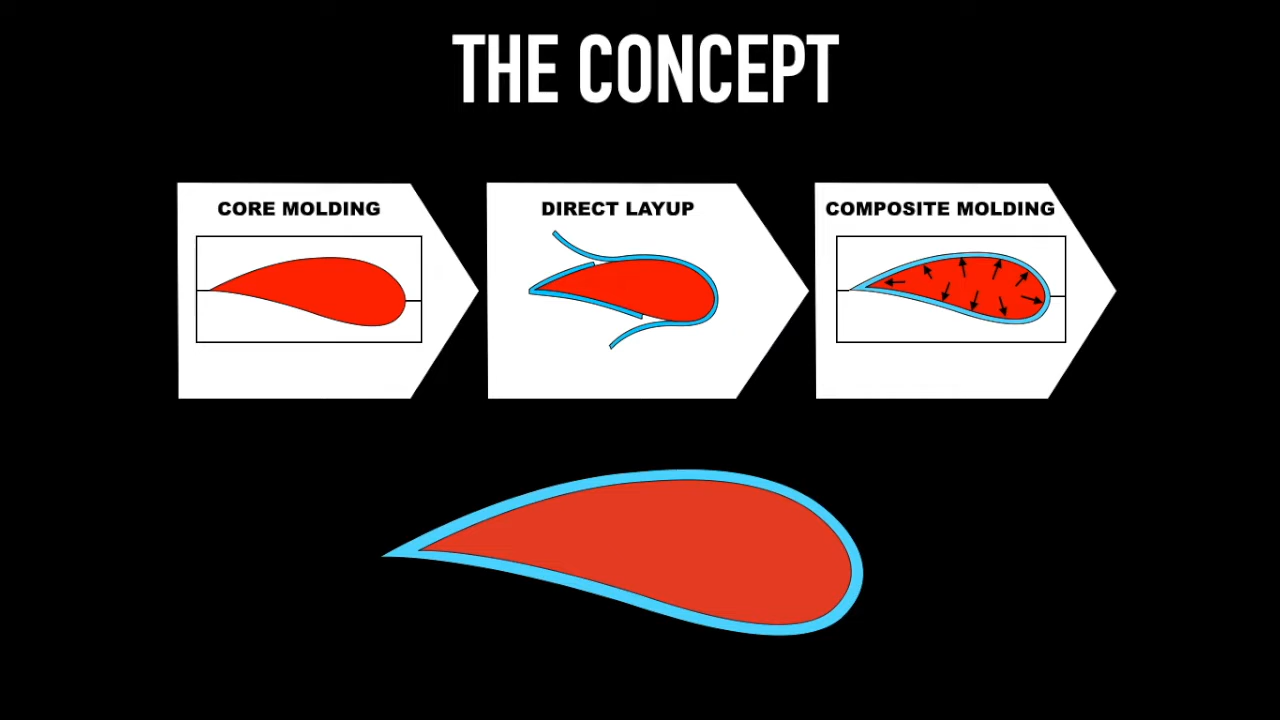 THE CONCEPT
CORE MOLDING
DIRECT LAYUP
COMPOSITE MOLDING